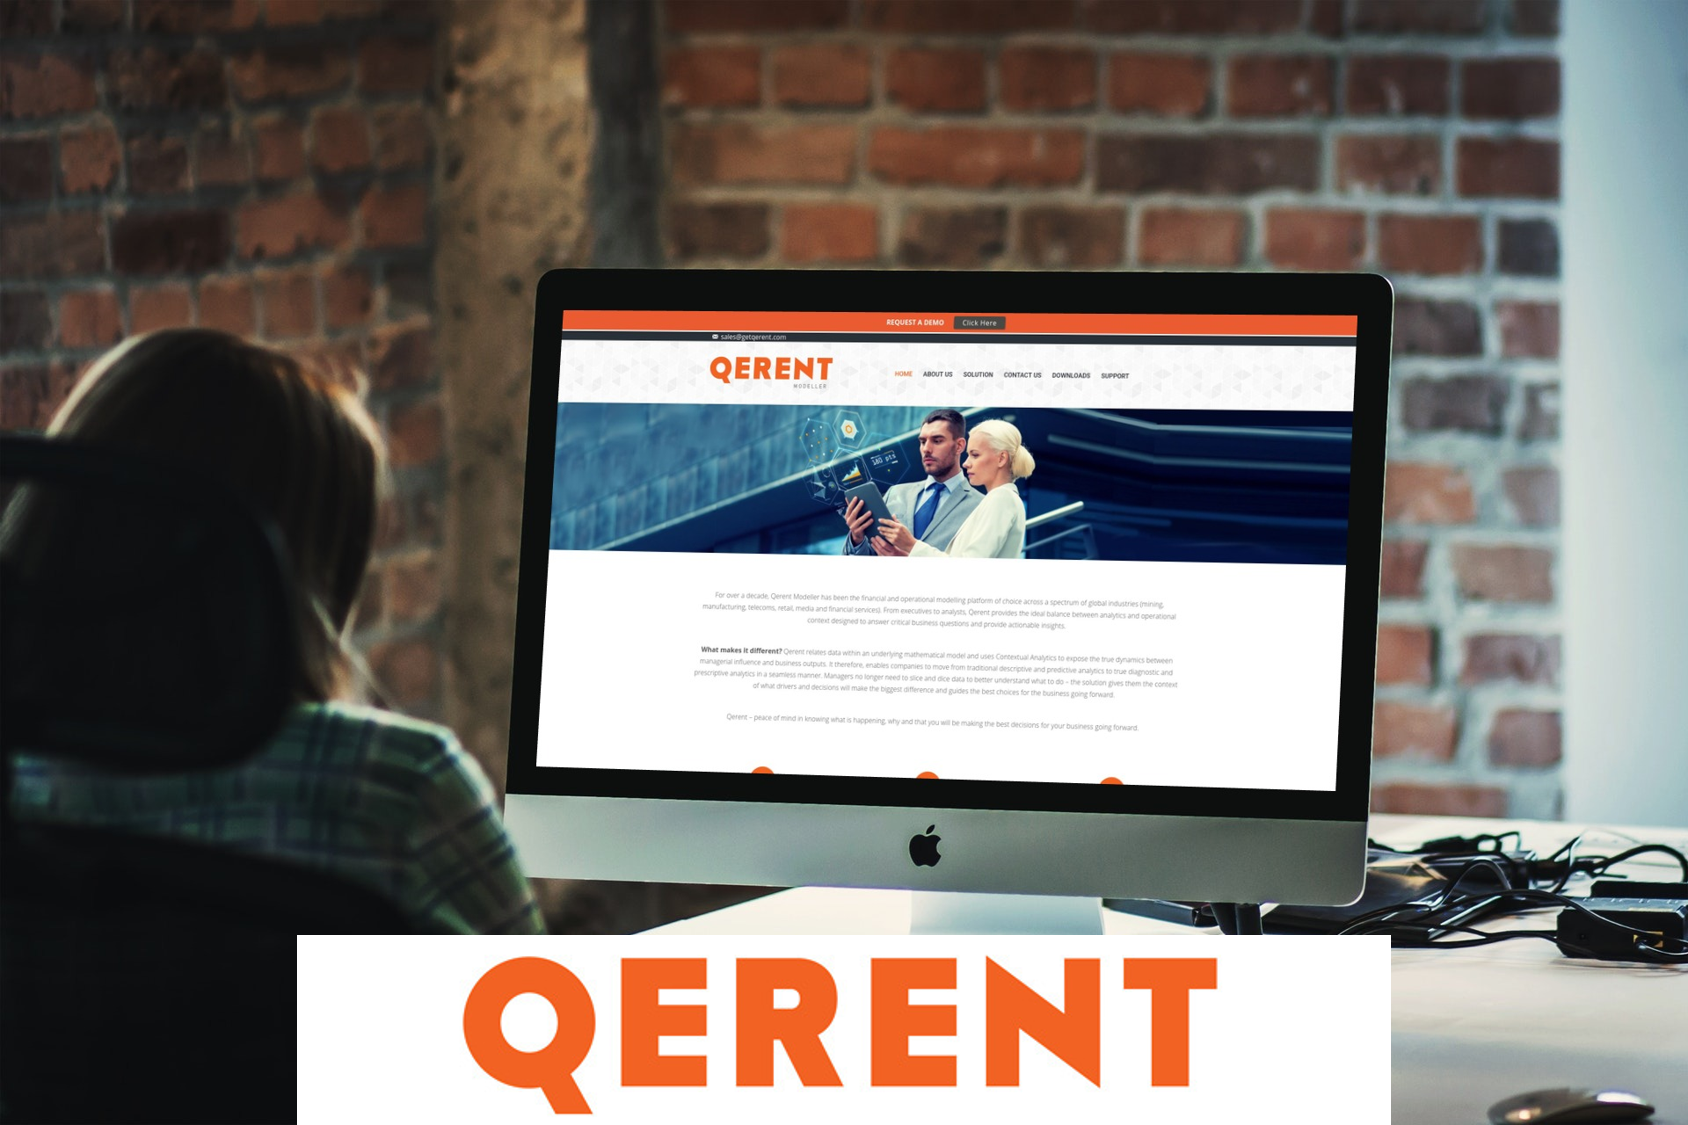 REQUEST A DEMO Click Here
sales@getqerent.com
QERENT
MODELLER
HOME ABOUT US SOLUTION CONTACT US DOWNLOADS SUPPORT
180 pts
For over a decade, Qerent Modeller has been the financial and operational modelling platform of choice across a spectrum of global industries (mining,
manufacturing, telecoms, retail, media and financial services). From executives to analysts, Qerent provides the ideal balance between analytics and operational
context designed to answer critical business questions and provide actionable insights.
What makes it different? Qerent relates data within an underlying mathematical model and uses Contextual Analytics to expose the true dynamics between
managerial influence and business outputs. It therefore, enables companies to move from traditional descriptive and predictive analytics to true diagnostic and
prescriptive analytics in a seamless manner. Managers no longer need to slice and dice data to better understand what to do – the solution gives them the context
of what drivers and decisions will make the biggest difference and guides the best choices for the business going forward.
Qerent – peace of mind in knowing what is happening, why and that you will be making the best decisions for your business going forward.
QERENT